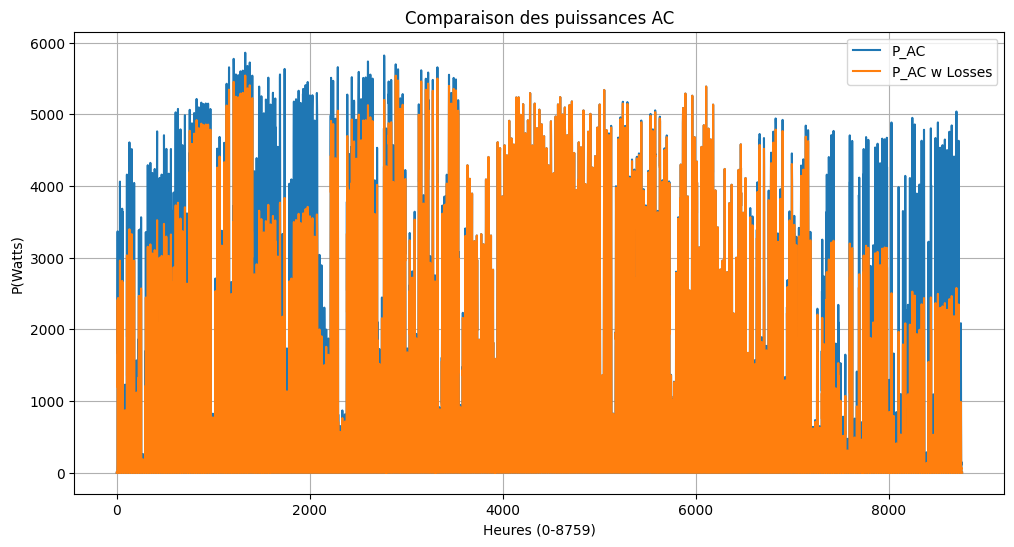 Comparaison des puissances AC
P_AC
P_AC w Losses
P(Watts)
6000
5000
4000
3000
2000
1000
0
0 2000 4000 6000 8000
Heures (0-8759)